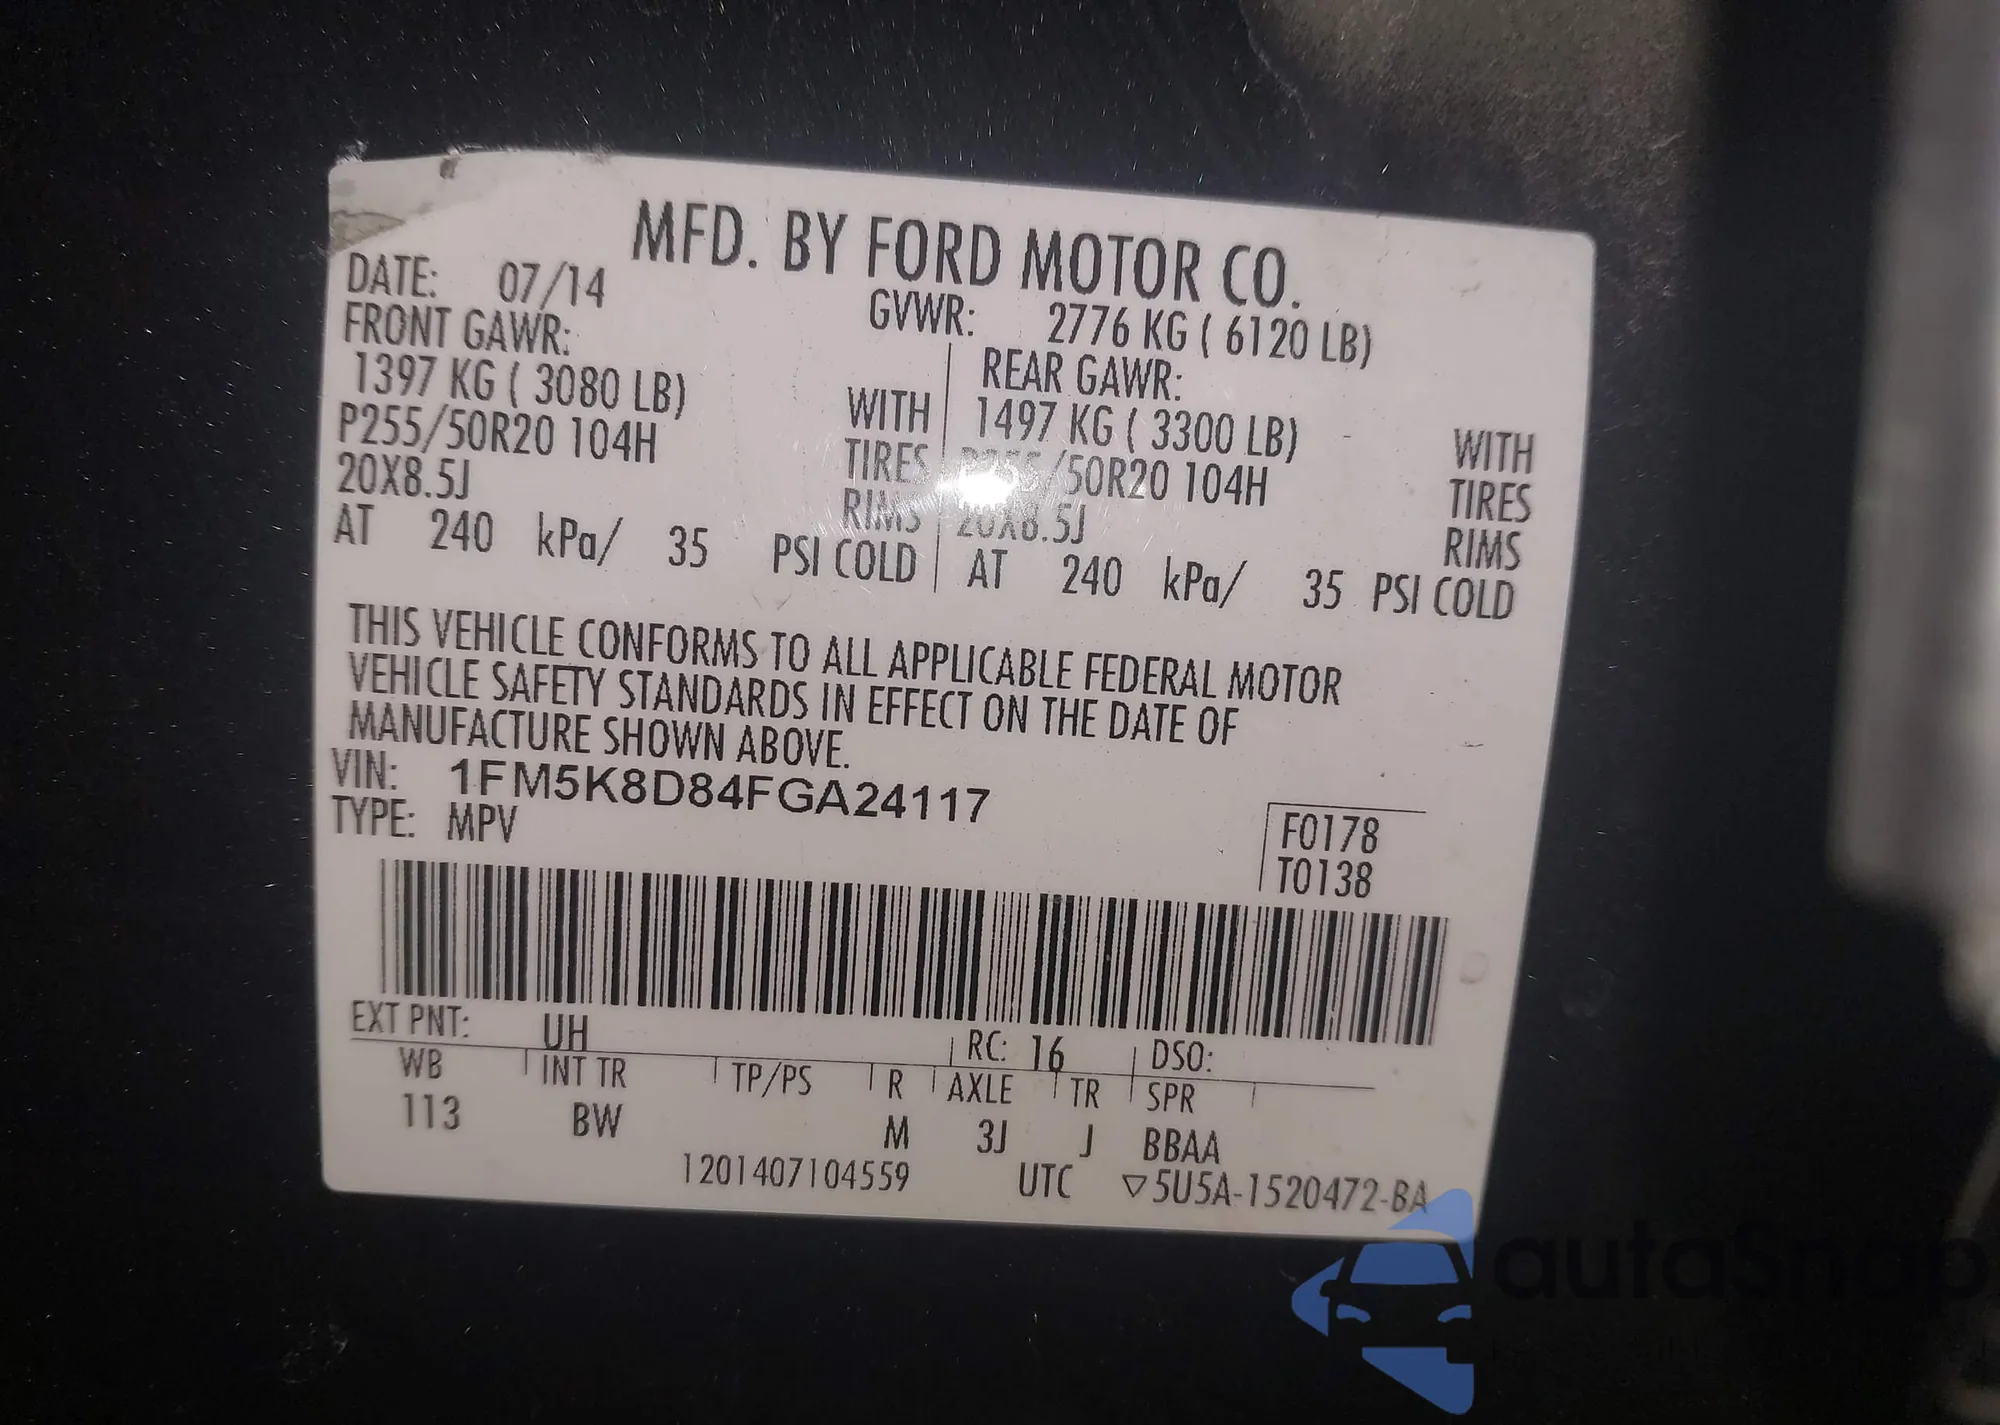 MFD. BY FORD MOTOR CO.
DATE: 07/14 GVWR: 2776 KG ( 6120 LB)
FRONT GAWR: REAR GAWR:
1397 KG ( 3080 LB) WITH 1497 KG ( 3300 LB) WITH
P255/50R20 104H TIRES P255/50R20 104H TIRES
20X8.5J RIMS 20X8.5J RIMS
AT 240 kPa/ 35 PSI COLD AT 240 kPa/ 35 PSI COLD
THIS VEHICLE CONFORMS TO ALL APPLICABLE FEDERAL MOTOR
VEHICLE SAFETY STANDARDS IN EFFECT ON THE DATE OF
MANUFACTURE SHOWN ABOVE.
VIN: 1FM5K8D84FGA24117
TYPE: MPV
F0178
T0138
EXT PNT: UH RC: 16 DSO:
WB INT TR TP/PS R AXLE TR SPR
113 BW M 3J J BBAA
1201407104559 UTC ▽5U5A-1520472-BA
autoSnap